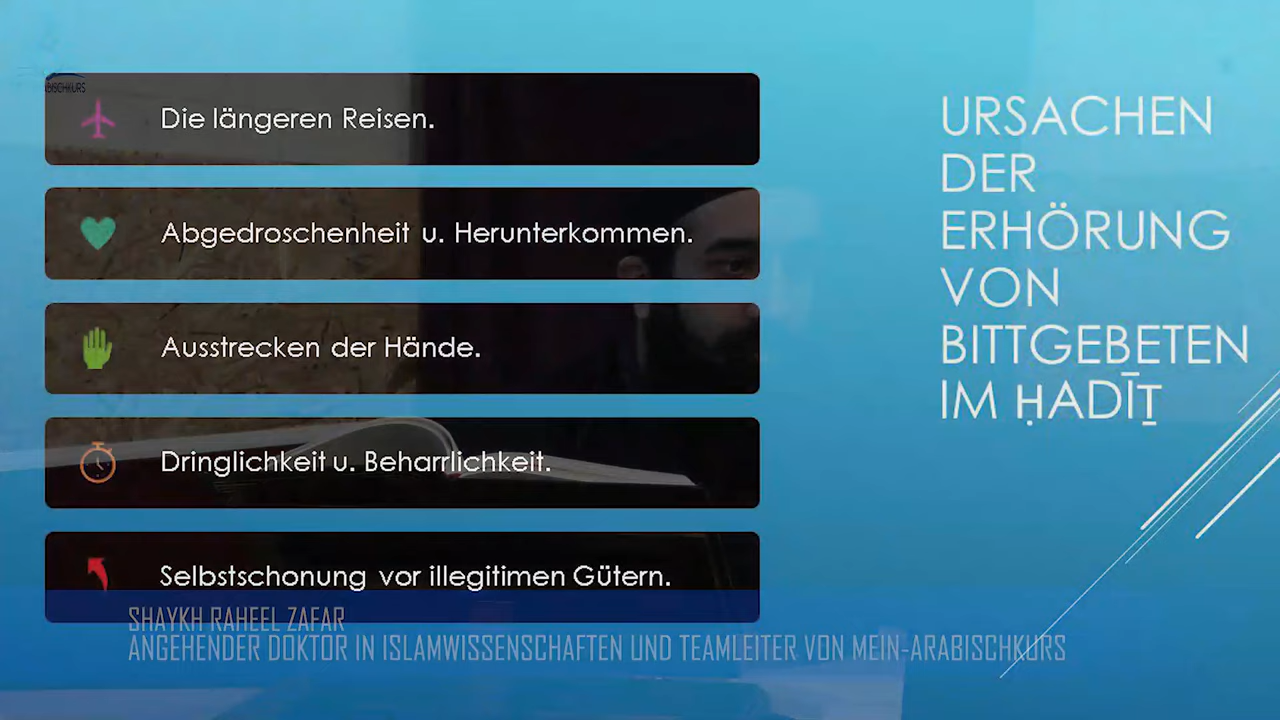 BISCHKURS
Die längeren Reisen.
Abgedroschenheit u. Herunterkommen.
Ausstrecken der Hände.
Dringlichkeit u. Beharrlichkeit.
Selbstschonung vor illegitimen Gütern.
URSACHEN
DER
ERHÖRUNG
VON
BITTGEBETEN
IM ḤADĪṮ
SHAYKH RAHEEL ZAFAR
ANGEHENDER DOKTOR IN ISLAMWISSENSCHAFTEN UND TEAMLEITER VON MEIN-ARABISCHKURS